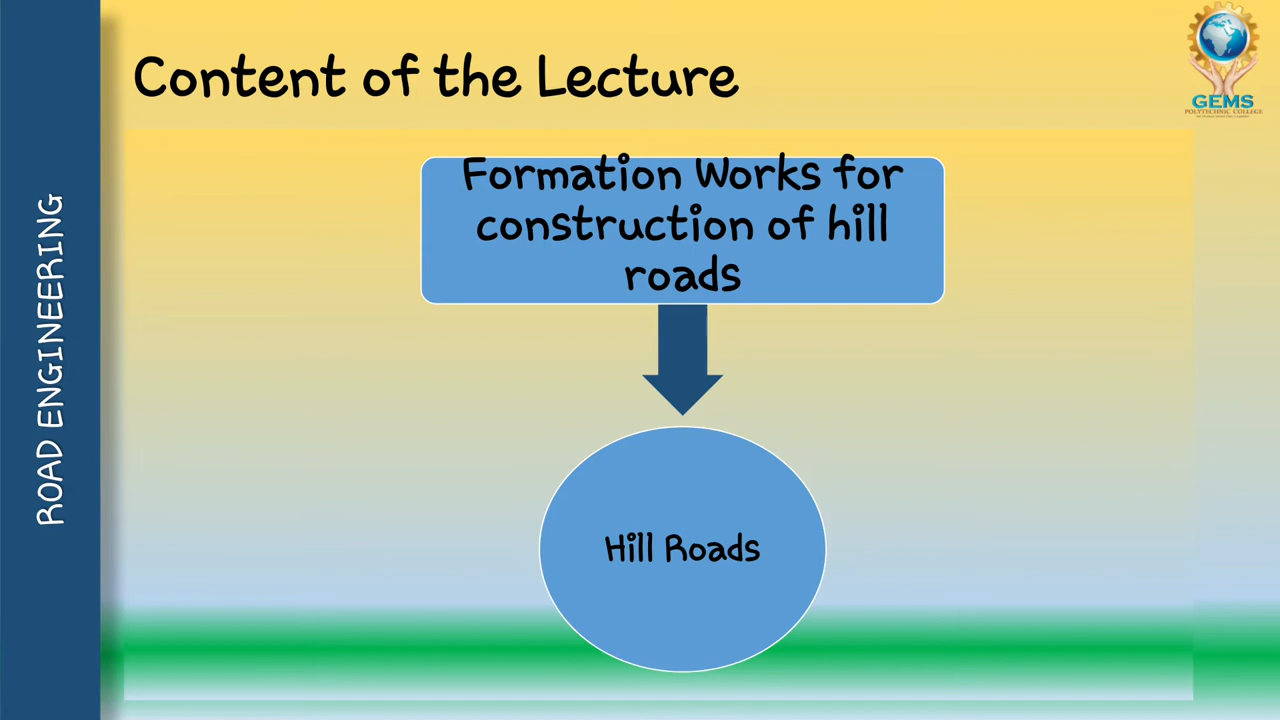 Content of the Lecture
GEMS
POLYTECHNIC COLLEGE
Formation Works for
construction of hill
roads
ROAD ENGINEERING
Hill Roads